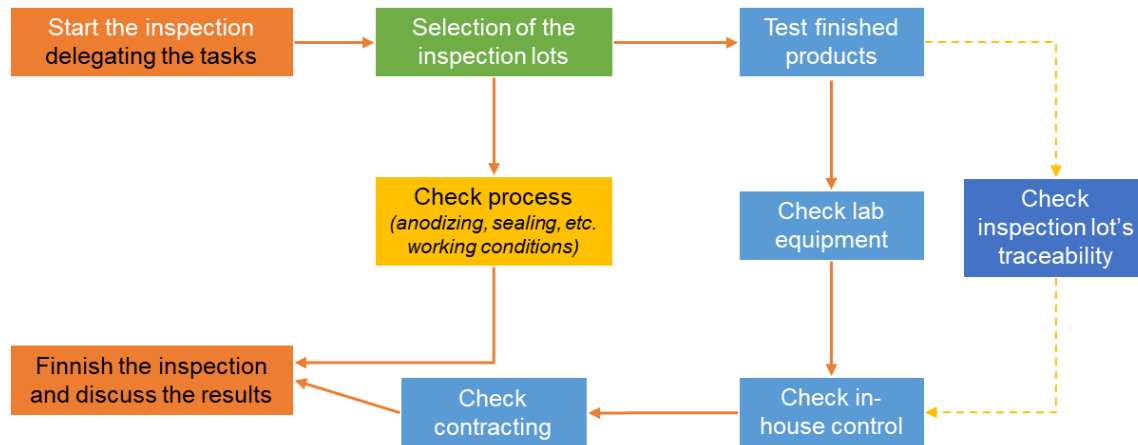 Start the inspection
delegating the tasks
Selection of the
inspection lots
Test finished
products
Check process
(anodizing, sealing, etc.
working conditions)
Check lab
equipment
Check
inspection lot's
traceability
Finnish the inspection
and discuss the results
Check
contracting
Check in-
house control